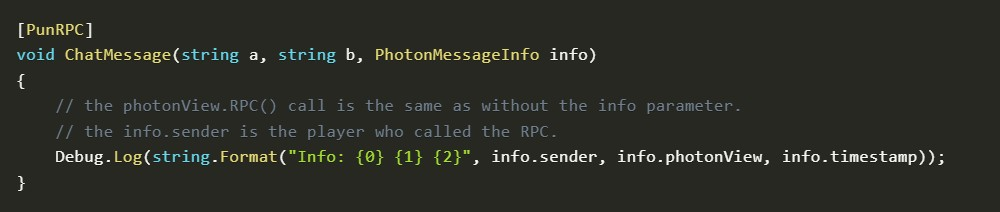 [PunRPC]
void ChatMessage(string a, string b, PhotonMessageInfo info)
{
    // the photonView.RPC() call is the same as without the info parameter.
    // the info.sender is the player who called the RPC.
    Debug.Log(string.Format("Info: {0} {1} {2}", info.sender, info.photonView, info.timestamp));
}